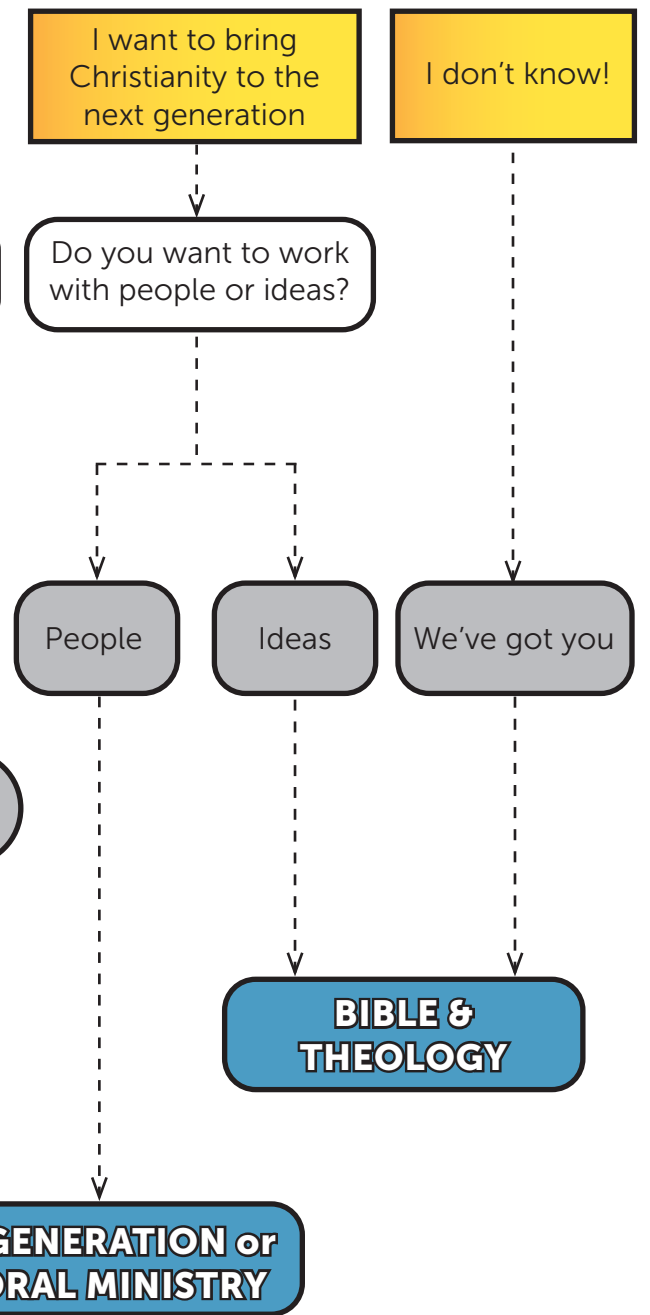 I want to bring
Christianity to the
next generation
I don't know!
Do you want to work
with people or ideas?
People
Ideas
We've got you
BIBLE &
THEOLOGY
GENERATION or
ORAL MINISTRY